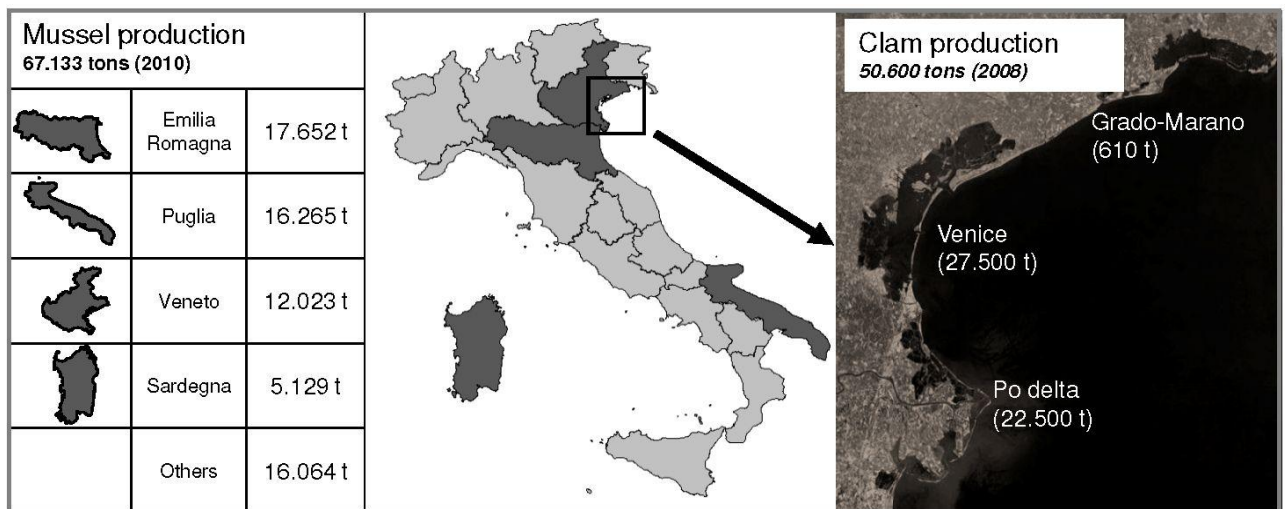 Mussel production
67.133 tons (2010)
Emilia
Romagna
17.652 t
Puglia
16.265 t
Veneto
12.023 t
Sardegna
5.129 t
Others
16.064 t
Clam production
50.600 tons (2008)
Grado-Marano
(610 t)
Venice
(27.500 t)
Po delta
(22.500 t)